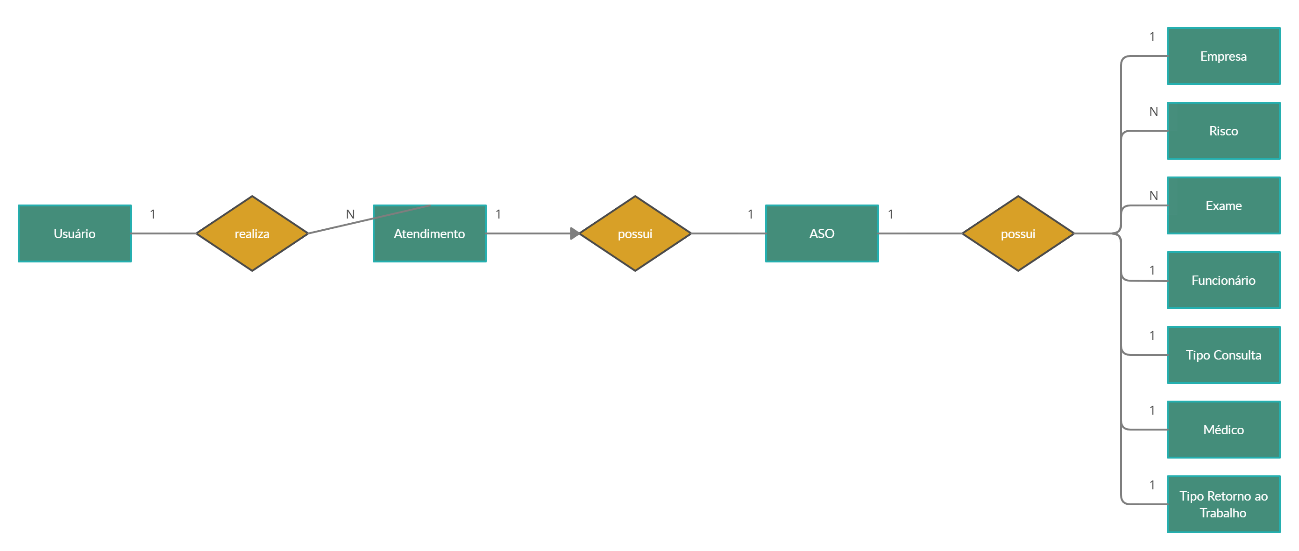 1
Empresa
N
Risco
N
Exame
Usuário
1
realiza
N
Atendimento
1
possui
1
ASO
1
possui
1
Funcionário
1
Tipo Consulta
1
Médico
1
Tipo Retorno ao
Trabalho